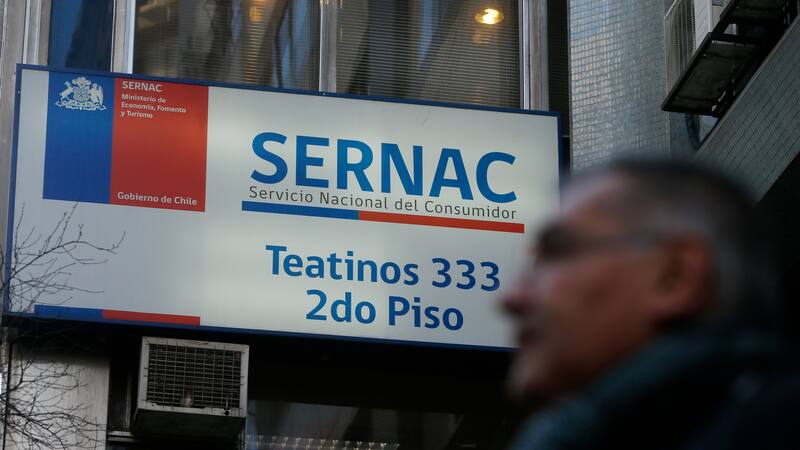 SERNAC
Ministerio de
Economía, Fomento
y Turismo
Gobierno de Chile
SERNAC
Servicio Nacional del Consumidor
Teatinos 333
2do Piso